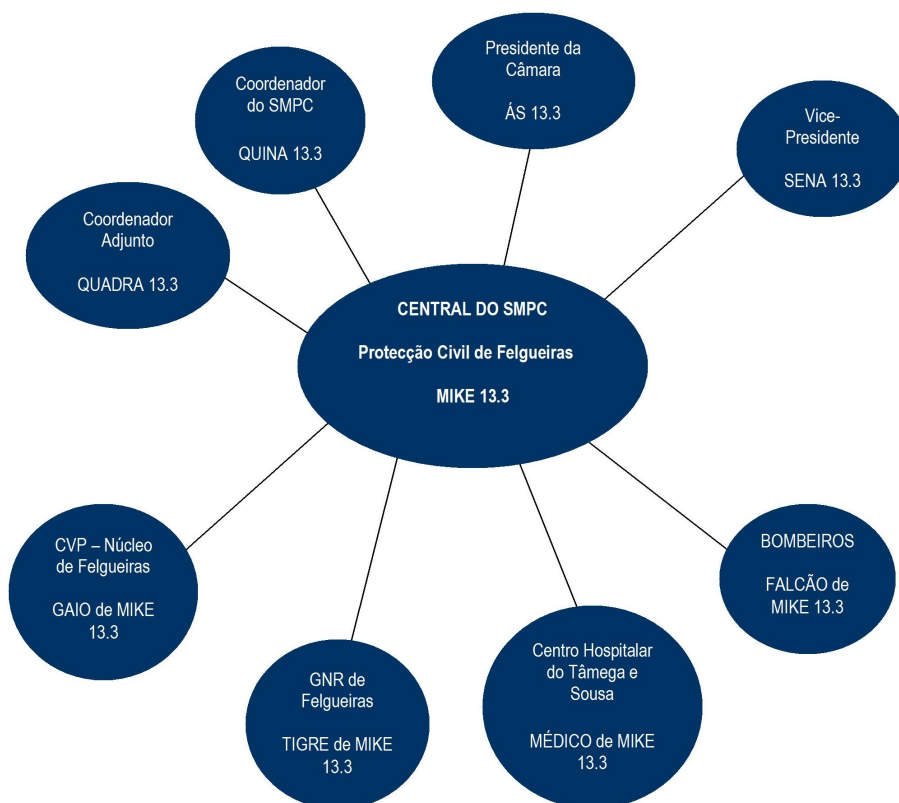 Presidente da
Câmara
ÁS 13.3
Coordenador
do SMPC
QUINA 13.3
Vice-
Presidente
SENA 13.3
Coordenador
Adjunto
QUADRA 13.3
CENTRAL DO SMPC
Protecção Civil de Felgueiras
MIKE 13.3
CVP – Núcleo
de Felgueiras
GAIO de MIKE
13.3
BOMBEIROS
FALCÃO de
MIKE 13.3
GNR de
Felgueiras
TIGRE de MIKE
13.3
Centro Hospitalar
do Tâmega e
Sousa
MÉDICO de MIKE
13.3